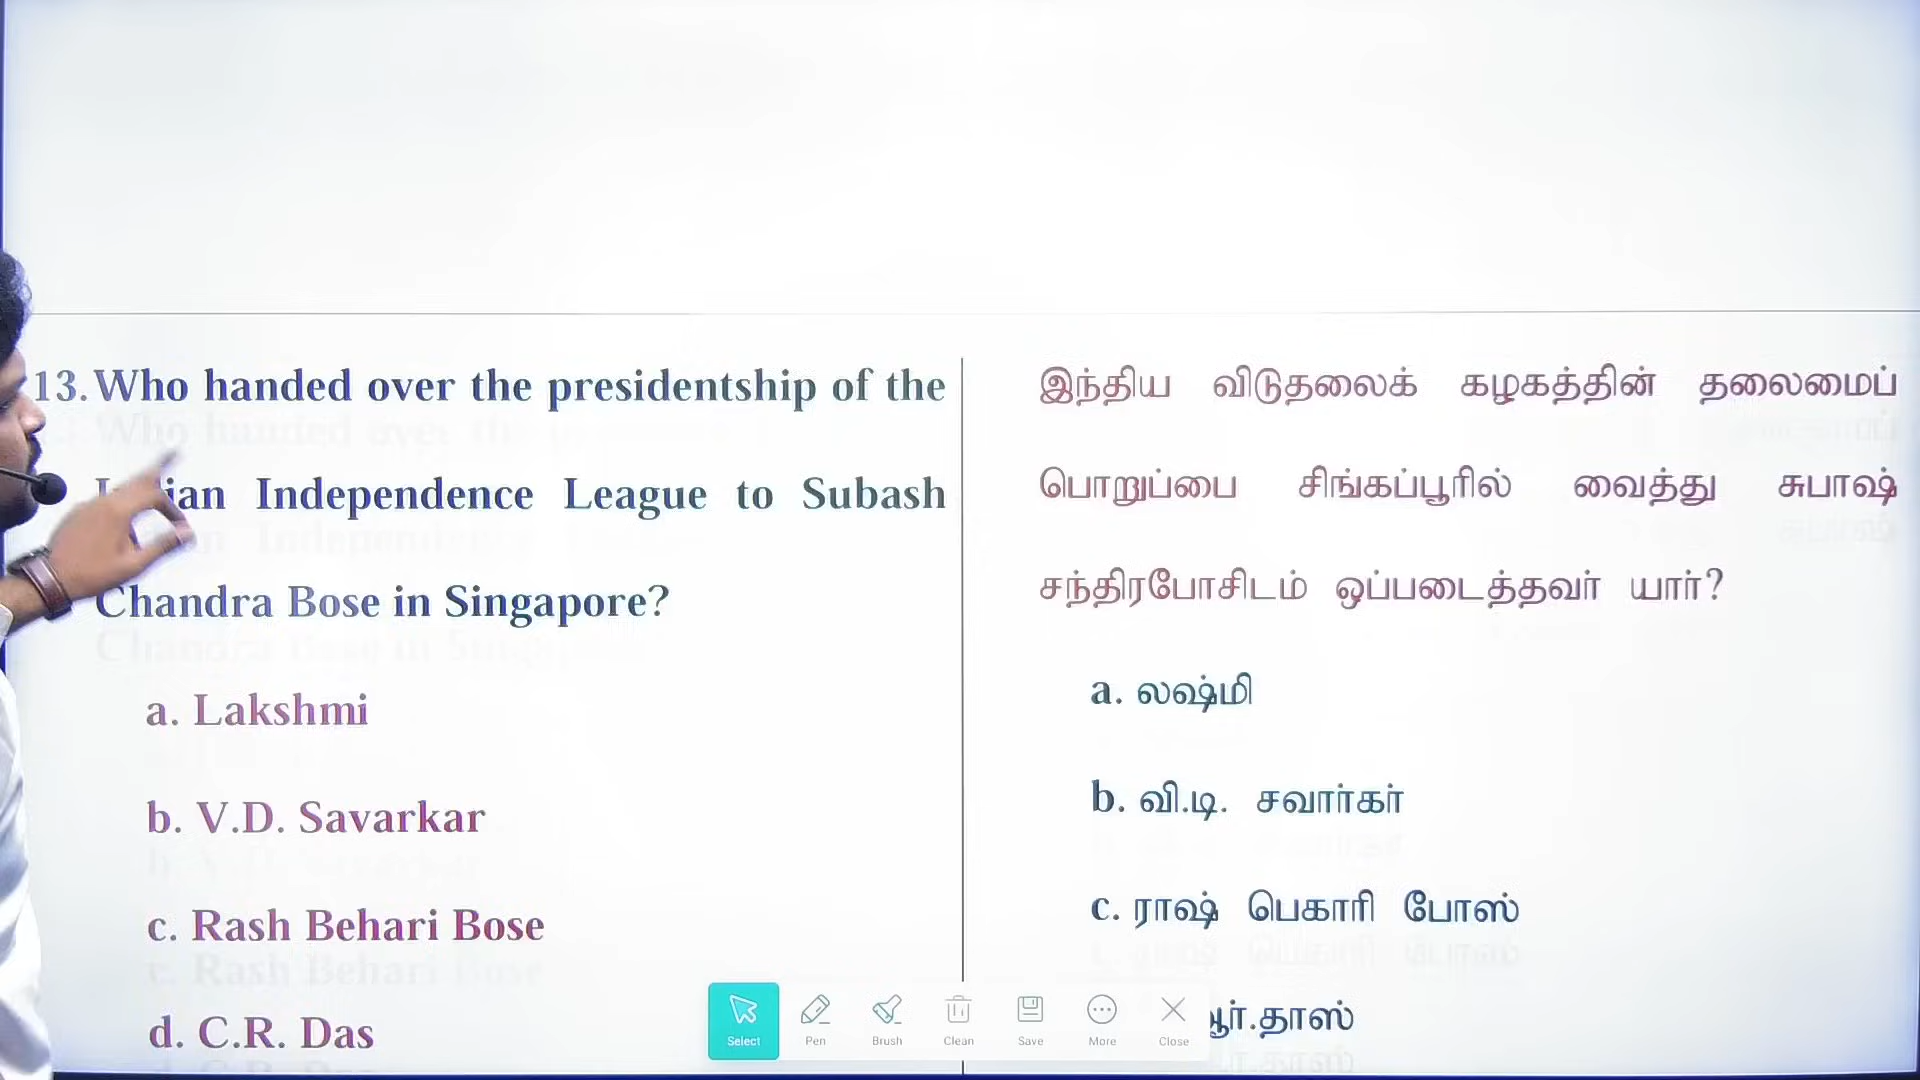 13. Who handed over the presidentship of the
Indian Independence League to Subash
Chandra Bose in Singapore?
a. Lakshmi
b. V.D. Savarkar
c. Rash Behari Bose
d. C.R. Das
இந்திய விடுதலைக் கழகத்தின் தலைமைப்
பொறுப்பை சிங்கப்பூரில் வைத்து சுபாஷ்
சந்திரபோசிடம் ஒப்படைத்தவர் யார்?
a. லஷ்மி
b. வி.டி. சவார்கர்
c. ராஷ் பெகாரி போஸ்
ஆர்.தாஸ்
Select Pen Brush Clean Save More Close